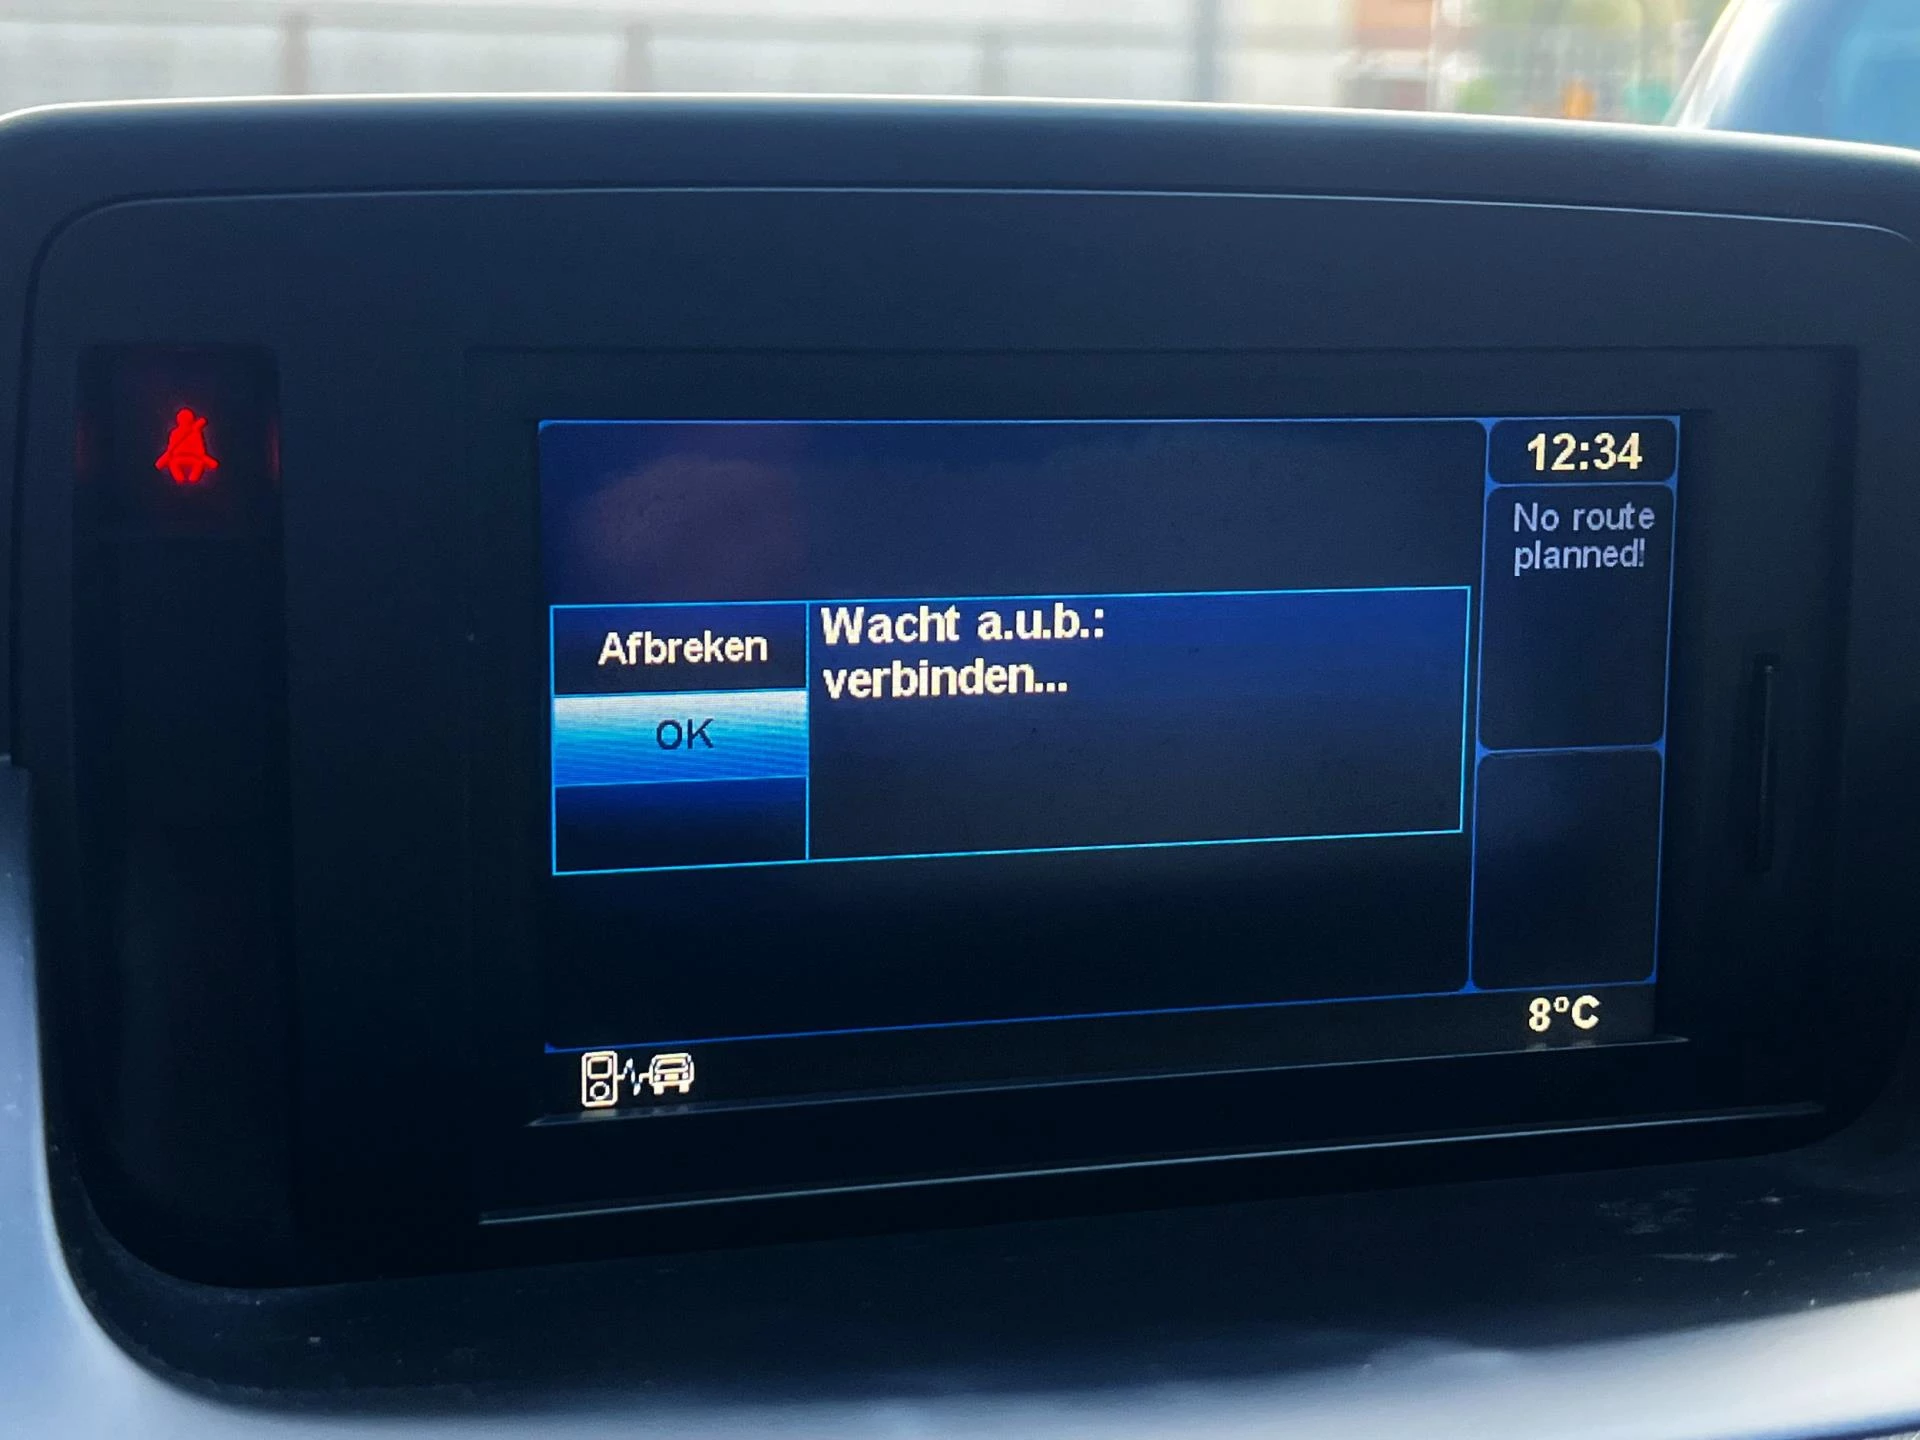 12:34
No route
planned!
Afbreken
OK
Wacht a.u.b.:
verbinden...
8°C